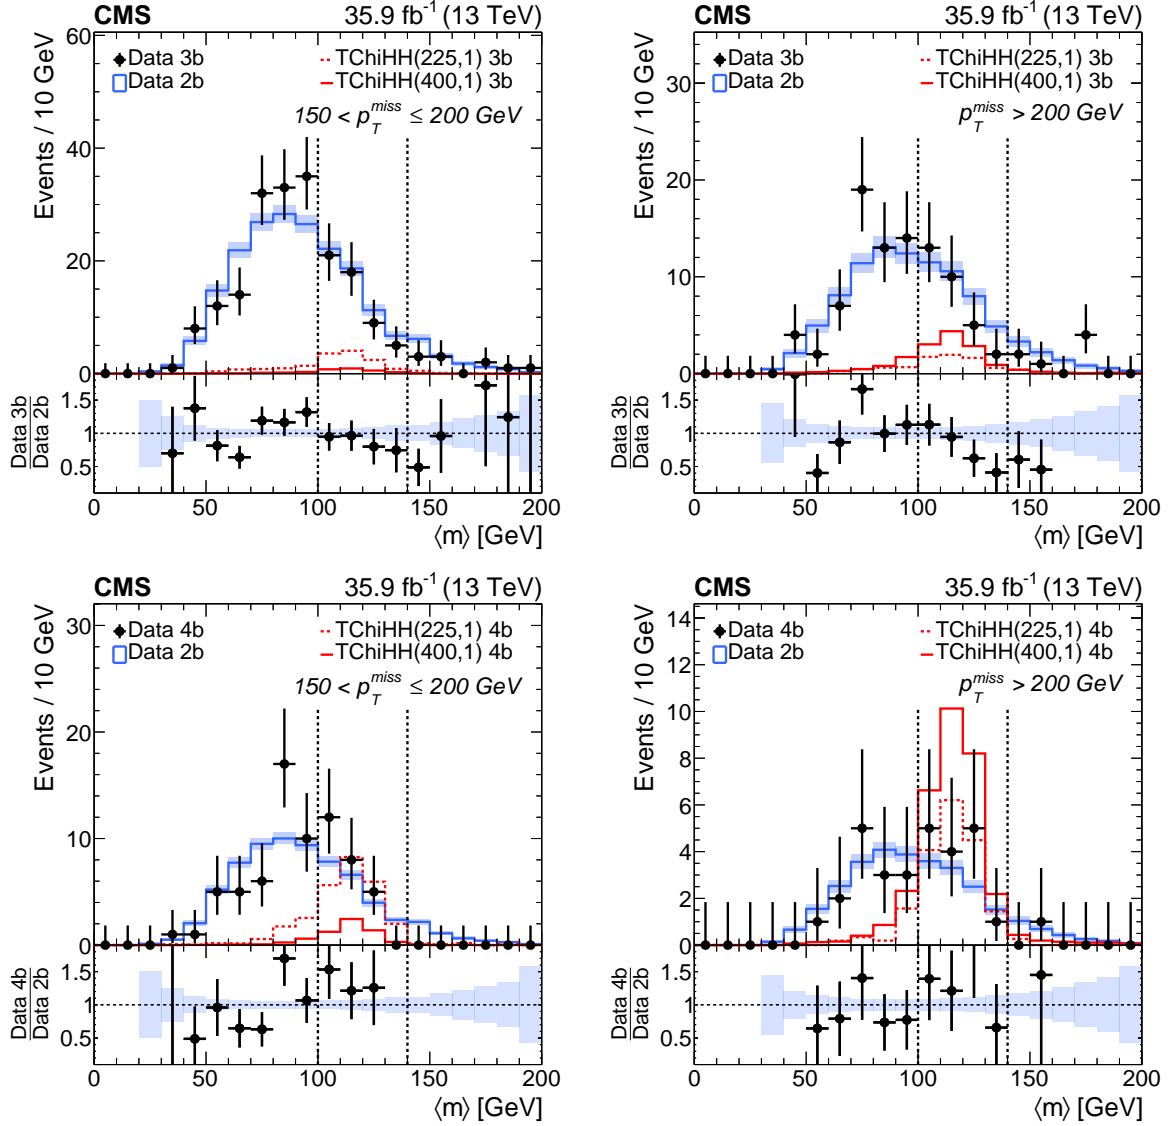 CMS 35.9 fb⁻¹ (13 TeV)
Events / 10 GeV
60
40
20
0
Data 3b
Data 2b
TChiHH(225,1) 3b
TChiHH(400,1) 3b
150 < p_T^miss ≤ 200 GeV
Data 3b
Data 2b
1.5
1
0.5
0 50 100 150 200
⟨m⟩ [GeV]
CMS 35.9 fb⁻¹ (13 TeV)
Events / 10 GeV
30
20
10
0
Data 3b
Data 2b
TChiHH(225,1) 3b
TChiHH(400,1) 3b
p_T^miss > 200 GeV
Data 3b
Data 2b
1.5
1
0.5
0 50 100 150 200
⟨m⟩ [GeV]
CMS 35.9 fb⁻¹ (13 TeV)
Events / 10 GeV
30
20
10
0
Data 4b
Data 2b
TChiHH(225,1) 4b
TChiHH(400,1) 4b
150 < p_T^miss ≤ 200 GeV
Data 4b
Data 2b
1.5
1
0.5
0 50 100 150 200
⟨m⟩ [GeV]
CMS 35.9 fb⁻¹ (13 TeV)
Events / 10 GeV
14
12
10
8
6
4
2
0
Data 4b
Data 2b
TChiHH(225,1) 4b
TChiHH(400,1) 4b
p_T^miss > 200 GeV
Data 4b
Data 2b
1.5
1
0.5
0 50 100 150 200
⟨m⟩ [GeV]